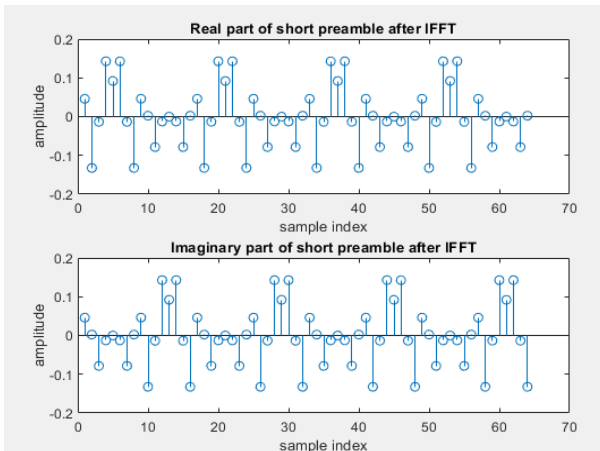 Real part of short preamble after IFFT
0.2
0.1
0
-0.1
-0.2
amplitude
0 10 20 30 40 50 60 70
sample index
Imaginary part of short preamble after IFFT
0.2
0.1
0
-0.1
-0.2
amplitude
0 10 20 30 40 50 60 70
sample index